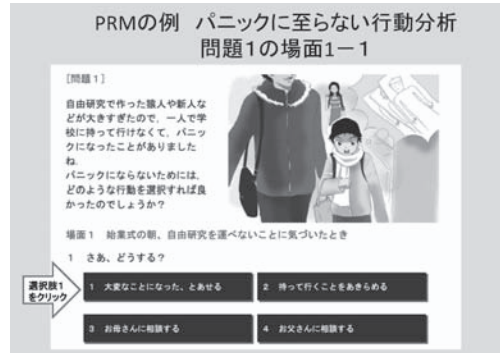 PRMの例　パニックに至らない行動分析
問題1の場面1－1
［問題１］
自由研究で作った猿人や新人な
どが大きすぎたので，一人で学
校に持って行けなくて，パニッ
クになったことがありました
ね．
パニックにならないためには，
どのような行動を選択すれば良
かったのでしょうか？
場面１　始業式の朝，自由研究を運べないことに気づいたとき
１　さあ，どうする？
選択肢1
をクリック
１　大変なことになった，とあせる
２　持って行くことをあきらめる
３　お母さんに相談する
４　お父さんに相談する